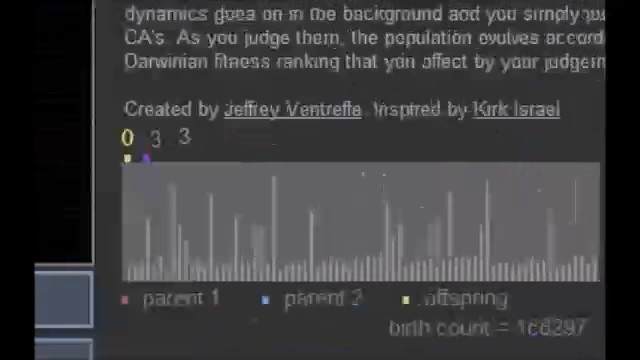 dynamics goea on in the background and you simply
CA's. As you judge them, the population evolves accord
Darwinian fitness ranking that you affect by your judgem
Created by Jeffrey Ventrella Inspired by Kirk Israel
0 3 3
parent 1 parent 2 offspring
birth count =